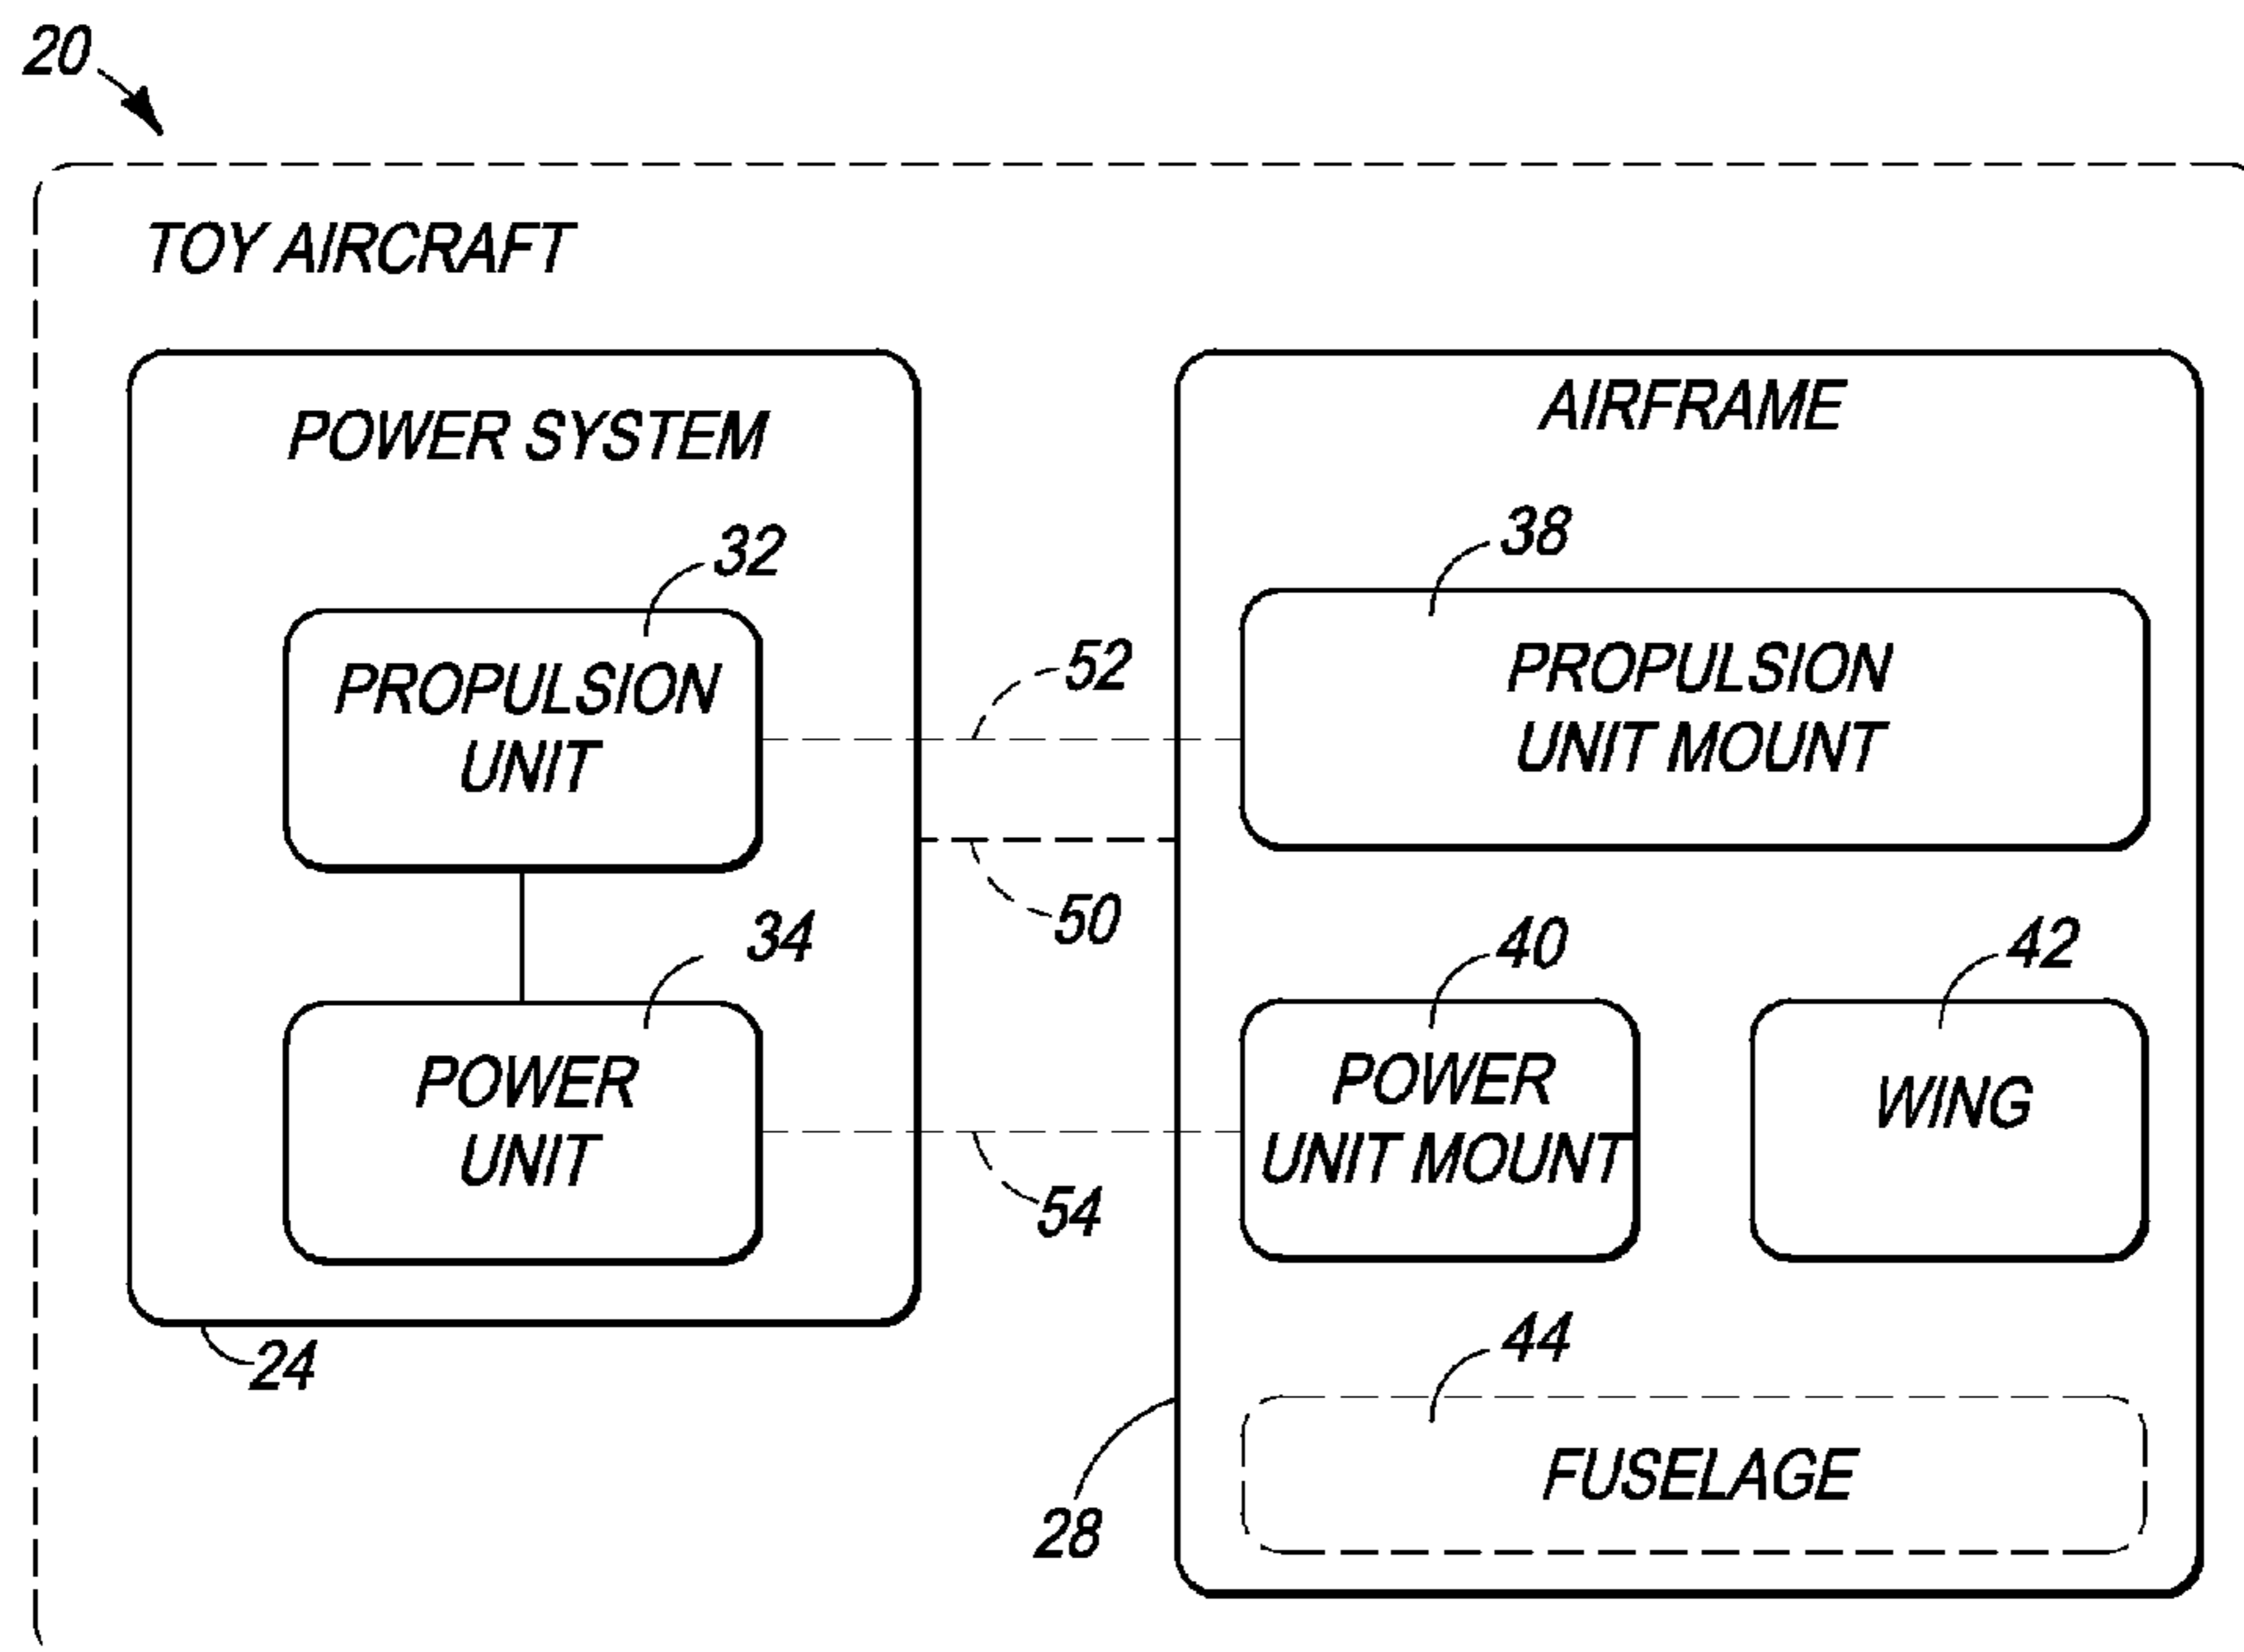 20
TOY AIRCRAFT
POWER SYSTEM
32
PROPULSION
UNIT
34
POWER
UNIT
24
52
50
54
AIRFRAME
38
PROPULSION
UNIT MOUNT
40
POWER
UNIT MOUNT
42
WING
44
FUSELAGE
28